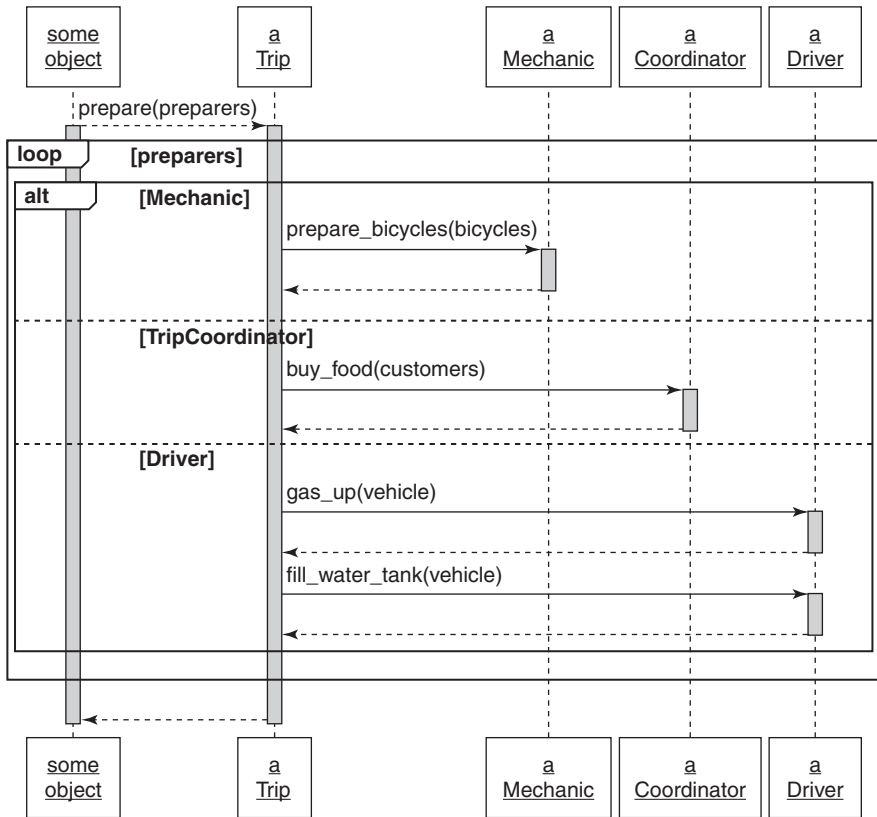 some
object
a
Trip
a
Mechanic
a
Coordinator
a
Driver
prepare(preparers)
loop
[preparers]
alt
[Mechanic]
prepare_bicycles(bicycles)
[TripCoordinator]
buy_food(customers)
[Driver]
gas_up(vehicle)
fill_water_tank(vehicle)
some
object
a
Trip
a
Mechanic
a
Coordinator
a
Driver